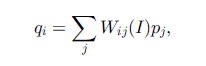 $q_i = \sum_j W_{ij}(I) p_j,$